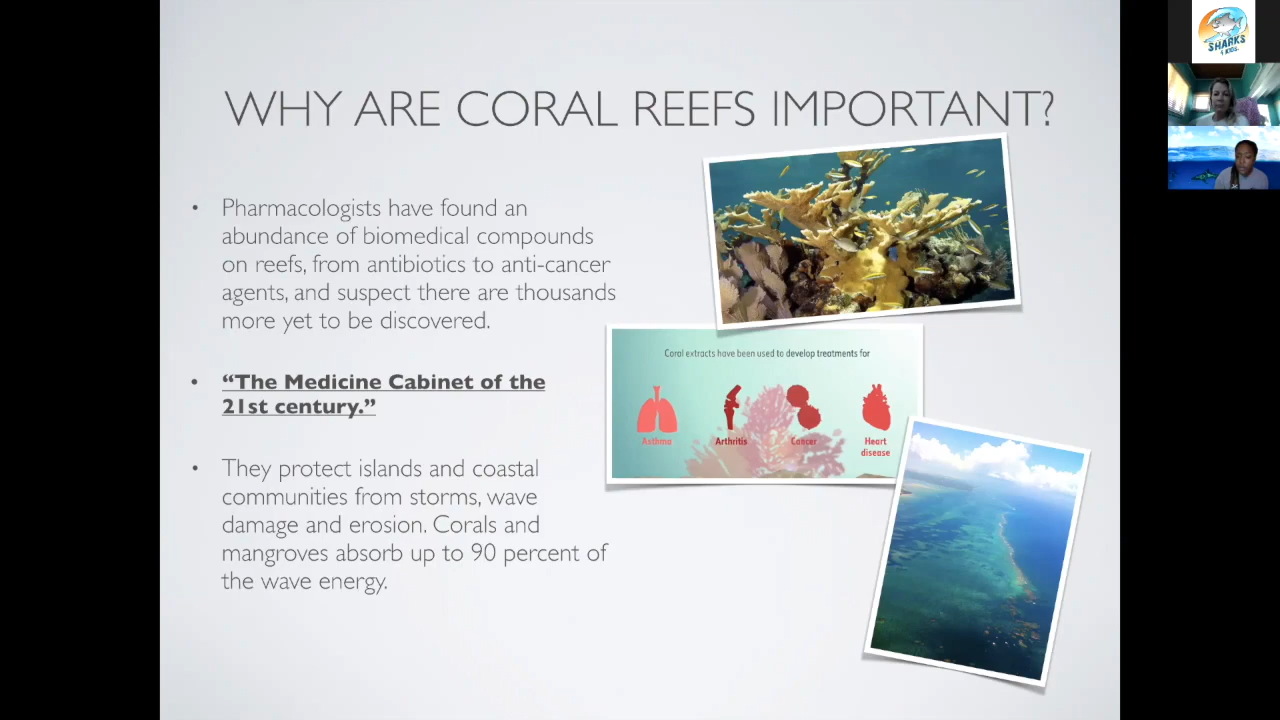 WHY ARE CORAL REEFS IMPORTANT?
• Pharmacologists have found an
abundance of biomedical compounds
on reefs, from antibiotics to anti-cancer
agents, and suspect there are thousands
more yet to be discovered.
• “The Medicine Cabinet of the
21st century.”
• They protect islands and coastal
communities from storms, wave
damage and erosion. Corals and
mangroves absorb up to 90 percent of
the wave energy.
Coral extracts have been used to develop treatments for
Asthma
Arthritis
Cancer
Heart
disease
SHARKS
4 KIDS